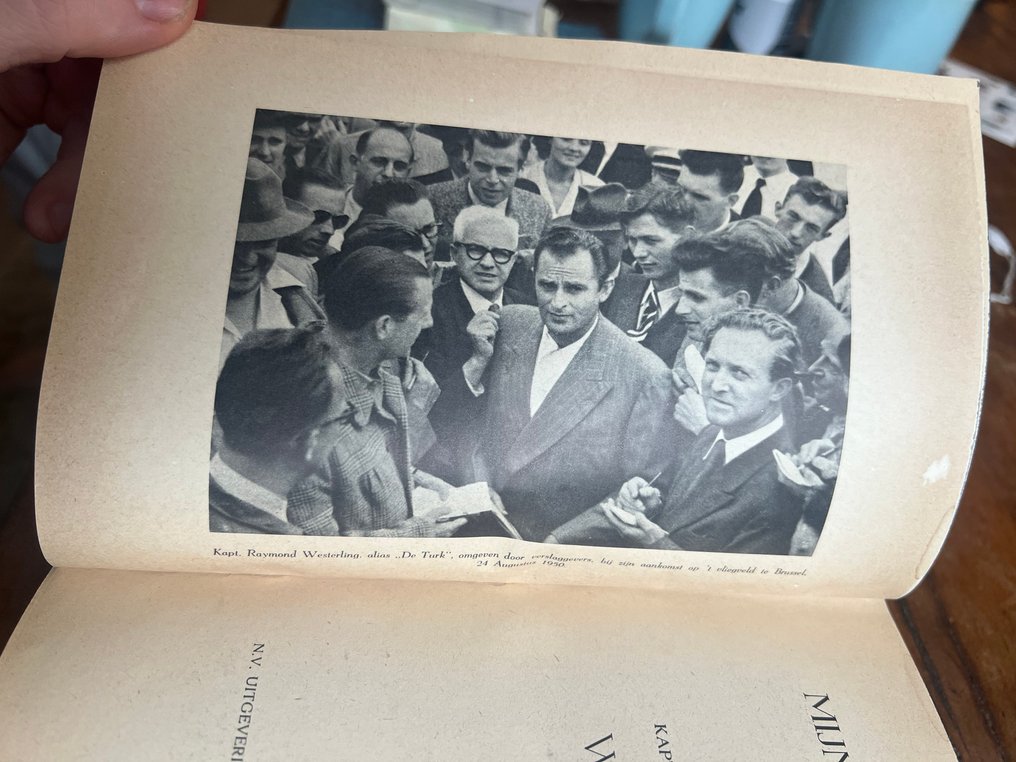 Kapt. Raymond Westerling, alias „De Turk", omgeven door verslaggevers, bij zijn aankomst op 't vliegveld te Brussel,
24 Augustus 1950.
MIJN
KAP
W
N.V. UITGEVERI